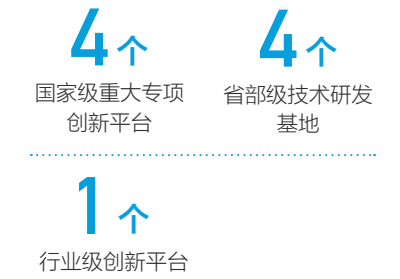 4个
国家级重大专项
创新平台
4个
省部级技术研发
基地
1个
行业级创新平台